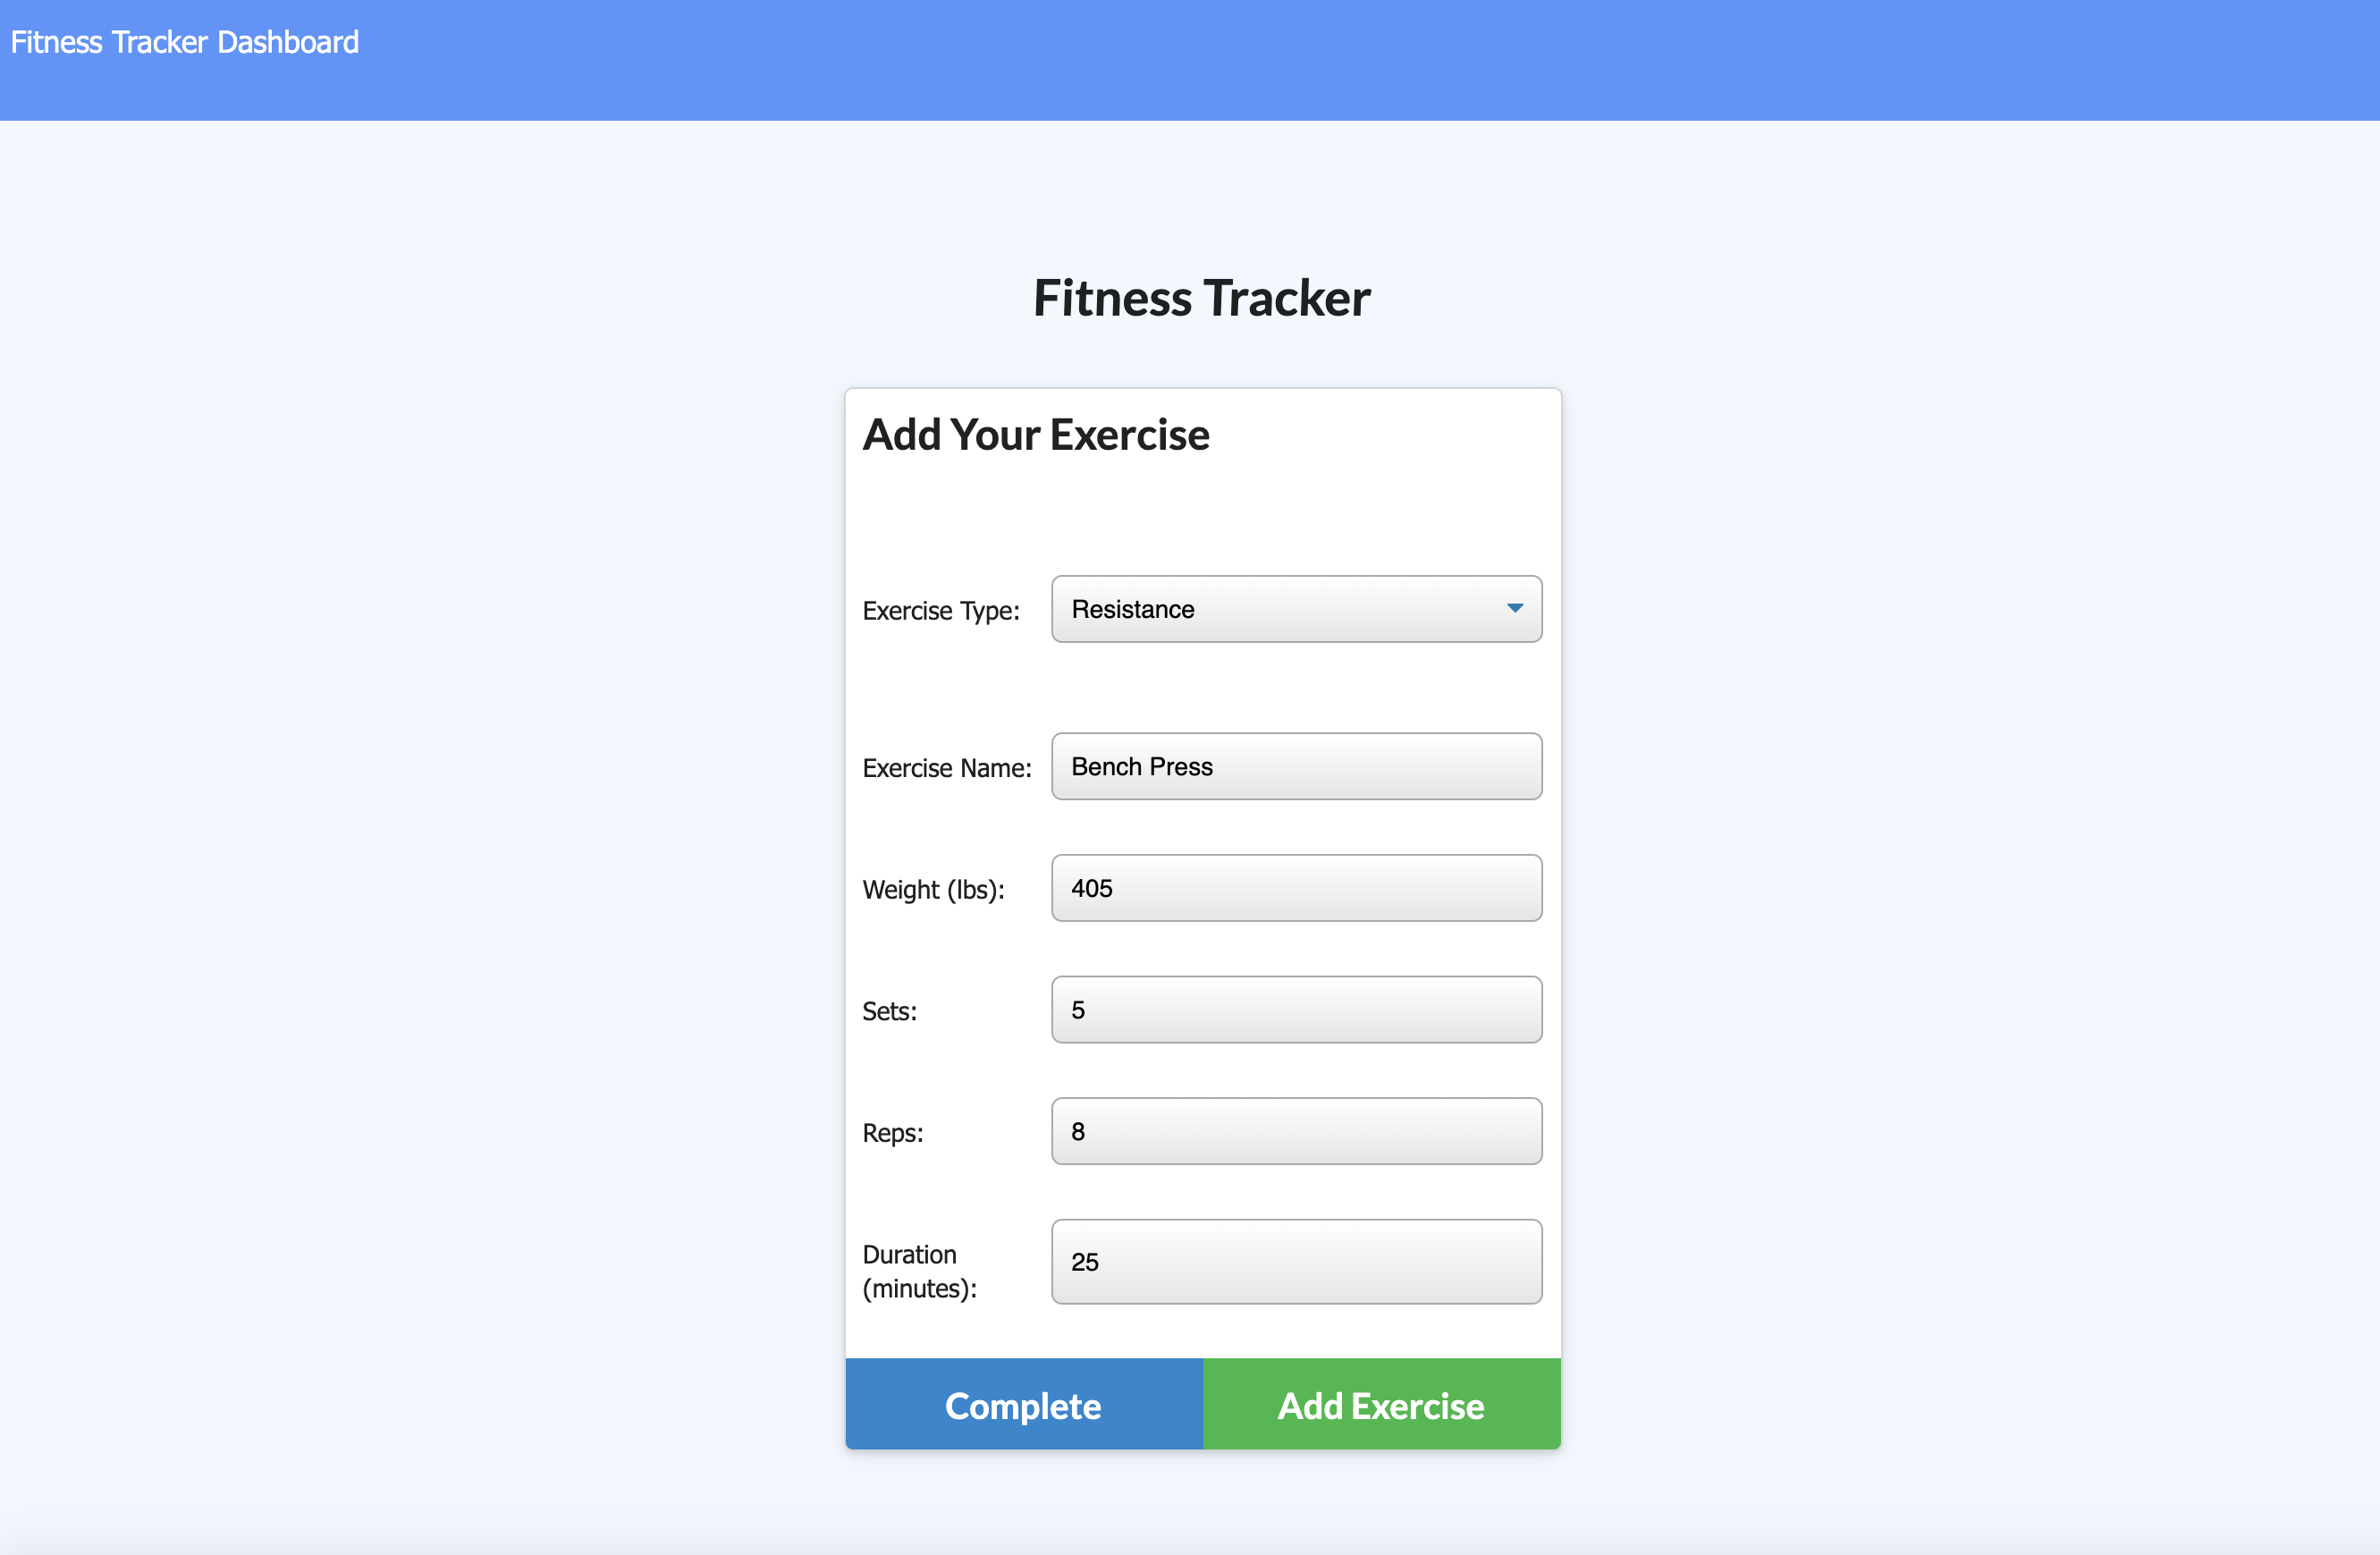 Fitness Tracker Dashboard
Fitness Tracker
Add Your Exercise
Exercise Type: Resistance
Exercise Name: Bench Press
Weight (lbs): 405
Sets: 5
Reps: 8
Duration
(minutes): 25
Complete Add Exercise